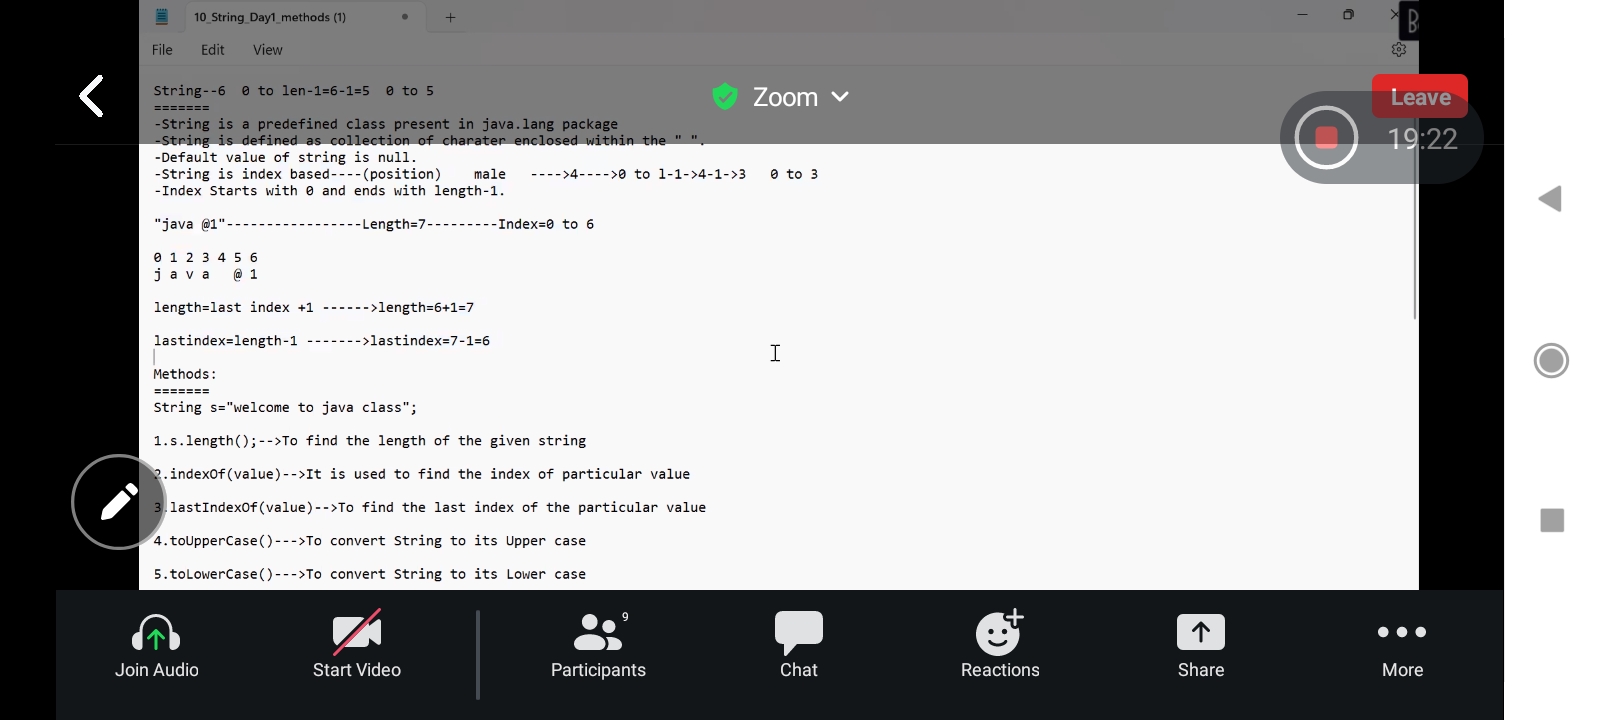 10_String_Day1_methods (1)
File Edit View
Zoom
Leave
19:22
String--6  0 to len-1=6-1=5  0 to 5
=======
-String is a predefined class present in java.lang package
-String is defined as collection of charater enclosed within the " ".
-Default value of string is null.
-String is index based----(position)    male   ---->4---->0 to l-1->4-1->3   0 to 3
-Index Starts with 0 and ends with length-1.
"java @1"-----------------Length=7---------Index=0 to 6
0 1 2 3 4 5 6
j a v a   @ 1
length=last index +1 ------>length=6+1=7
lastindex=length-1 ------->lastindex=7-1=6
Methods:
=======
String s="welcome to java class";
1.s.length();-->To find the length of the given string
2.indexOf(value)-->It is used to find the index of particular value
3.lastIndexOf(value)-->To find the last index of the particular value
4.toUpperCase()--->To convert String to its Upper case
5.toLowerCase()--->To convert String to its Lower case
9
Join Audio
Start Video
Participants
Chat
Reactions
Share
More